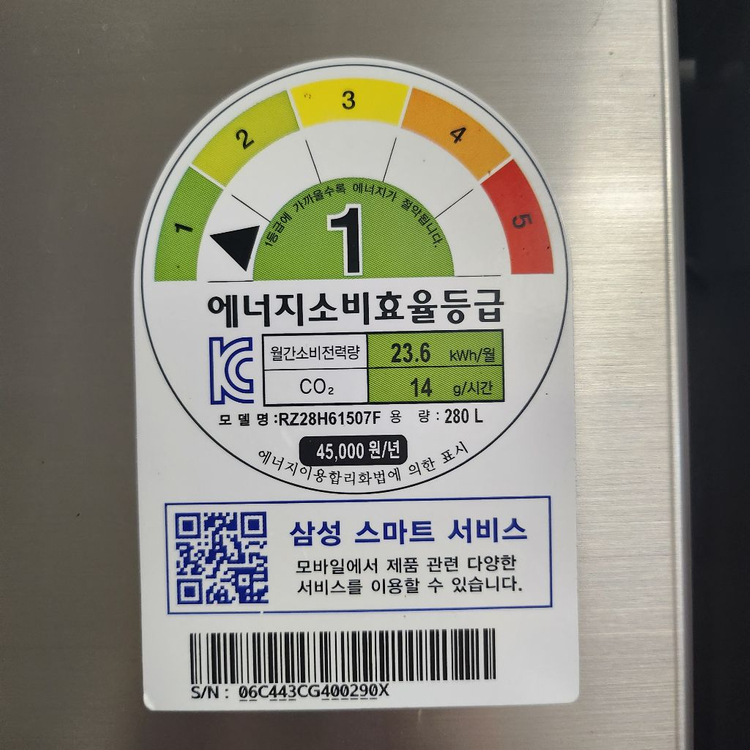 1 2 3 4 5
1등급에 가까울수록 에너지가 절약됩니다.
1
에너지소비효율등급
월간소비전력량 23.6 kWh/월
CO₂ 14 g/시간
모델명:RZ28H61507F 용량:280 L
45,000 원/년
에너지이용합리화법에 의한 표시
삼성 스마트 서비스
모바일에서 제품 관련 다양한
서비스를 이용할 수 있습니다.
S/N : 06C443CG400290X